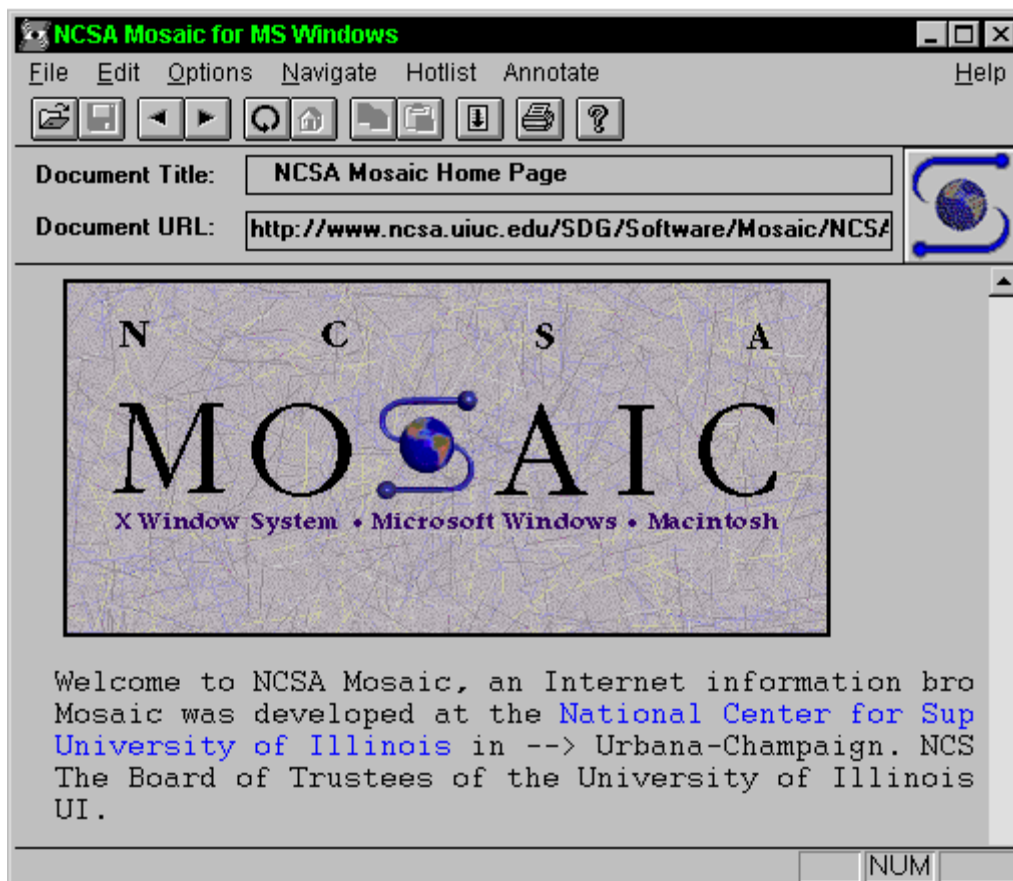 NCSA Mosaic for MS Windows
File Edit Options Navigate Hotlist Annotate Help
Document Title: NCSA Mosaic Home Page
Document URL: http://www.ncsa.uiuc.edu/SDG/Software/Mosaic/NCSA
N C S A
MOSAIC
X Window System • Microsoft Windows • Macintosh
Welcome to NCSA Mosaic, an Internet information bro
Mosaic was developed at the National Center for Sup
University of Illinois in --> Urbana-Champaign. NCS
The Board of Trustees of the University of Illinois
UI.
NUM